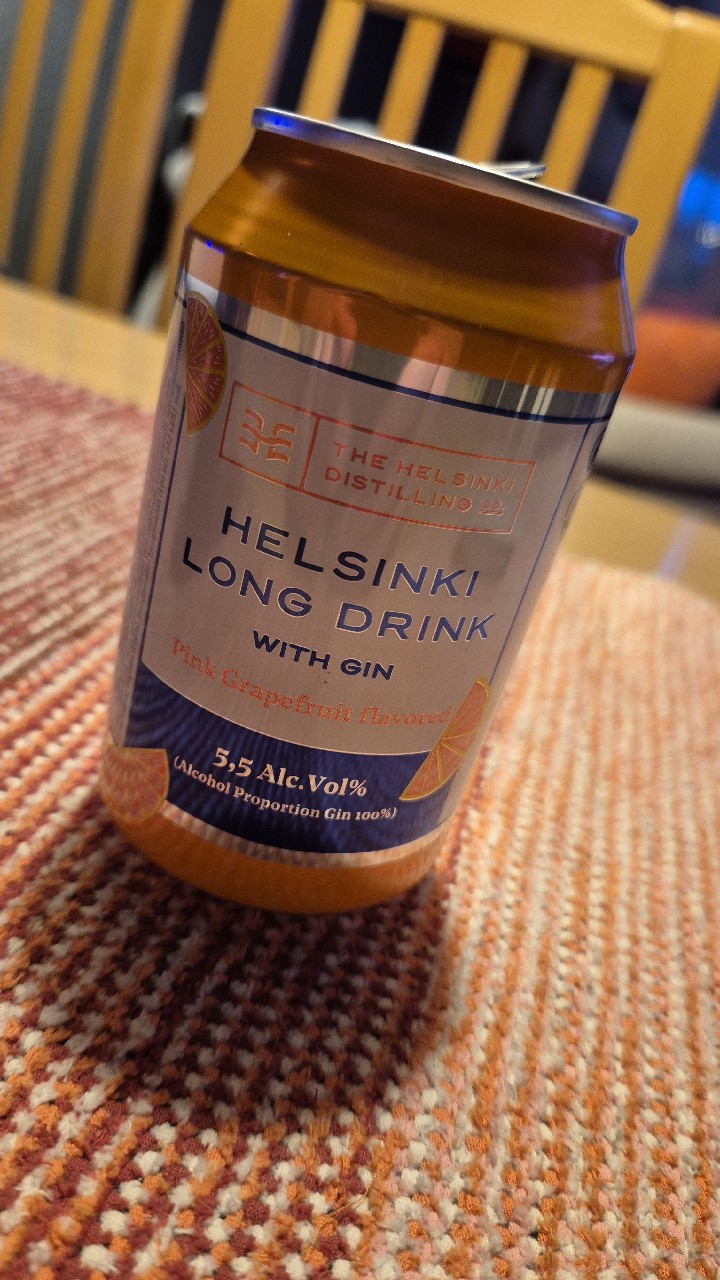 THE HELSINKI
DISTILLING Co.
HELSINKI
LONG DRINK
WITH GIN
Pink Grapefruit flavored
5,5 Alc.Vol%
(Alcohol Proportion Gin 100%)